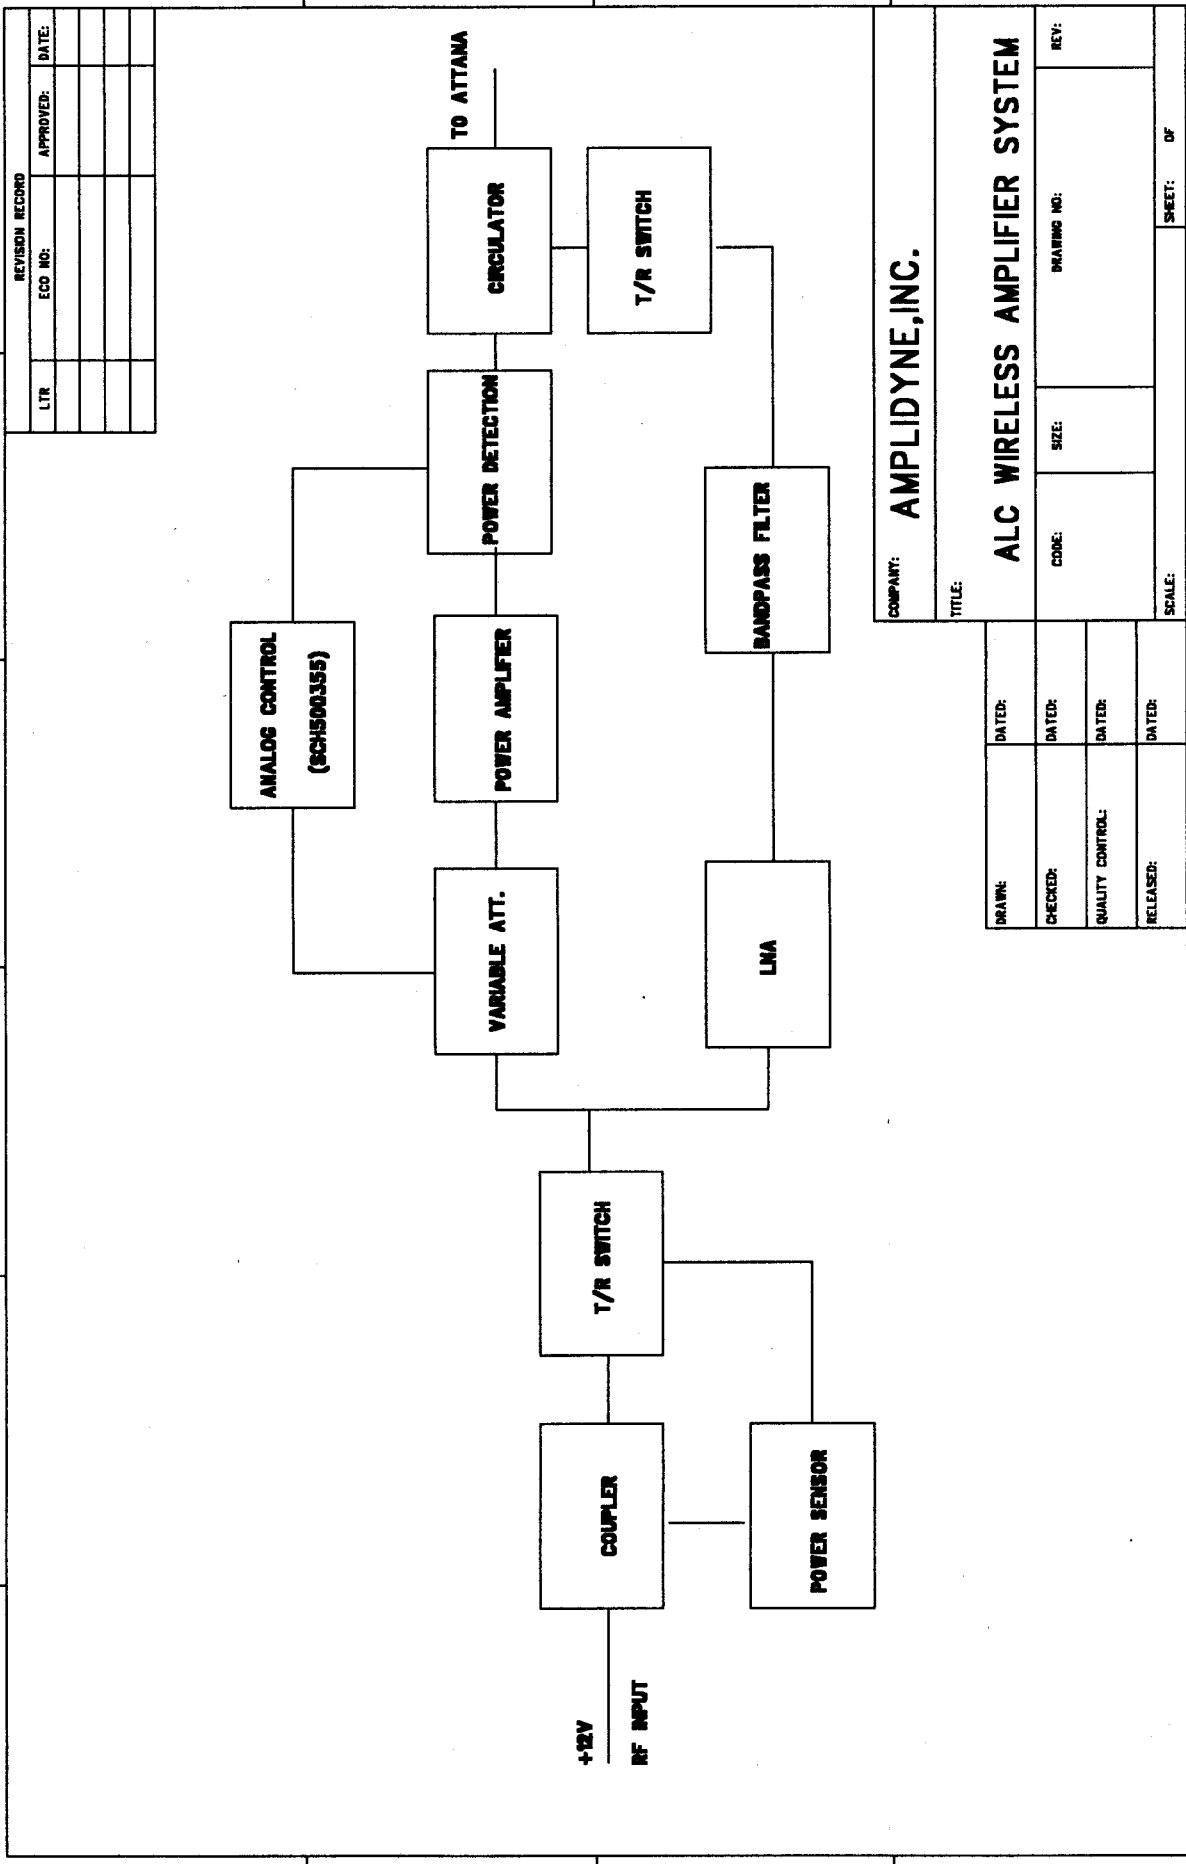 REVISION RECORD
LTR
ECO NO:
APPROVED:
DATE:
TO ATTANA
ANALOG CONTROL
(SCH500355)
VARIABLE ATT.
POWER AMPLIFIER
POWER DETECTION
CIRCULATOR
T/R SWITCH
+12V
RF INPUT
COUPLER
T/R SWITCH
POWER SENSOR
LNA
BANDPASS FILTER
COMPANY:
AMPLIDYNE,INC.
TITLE:
ALC WIRELESS AMPLIFIER SYSTEM
DRAWN:
DATED:
CHECKED:
DATED:
QUALITY CONTROL:
DATED:
RELEASED:
DATED:
CODE:
SIZE:
DRAWING NO:
REV:
SCALE:
SHEET:
OF